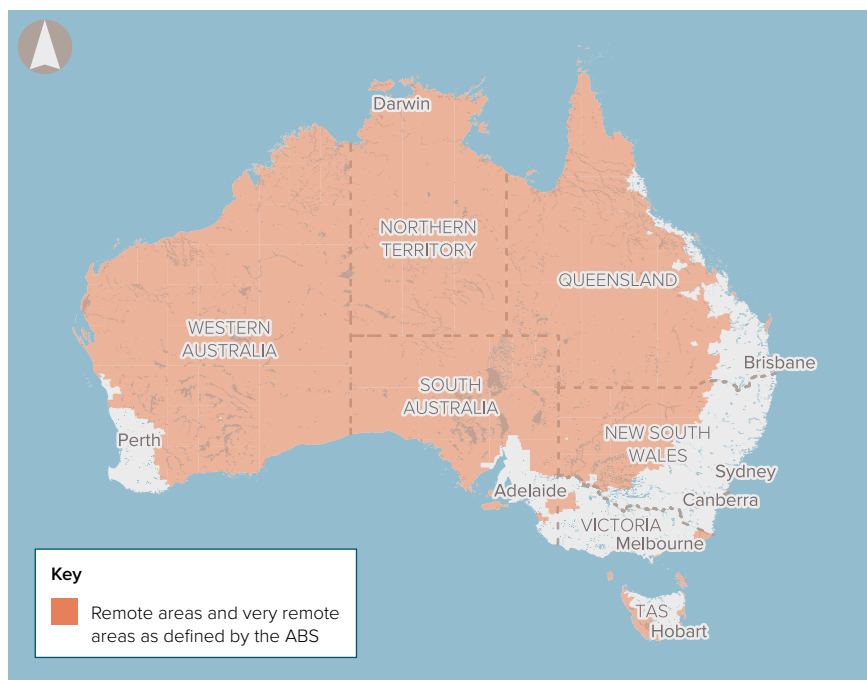 Darwin
NORTHERN
TERRITORY
QUEENSLAND
WESTERN
AUSTRALIA
SOUTH
AUSTRALIA
Brisbane
Perth
NEW SOUTH
WALES
Sydney
Adelaide
Canberra
VICTORIA
Melbourne
TAS
Hobart
Key
Remote areas and very remote
areas as defined by the ABS